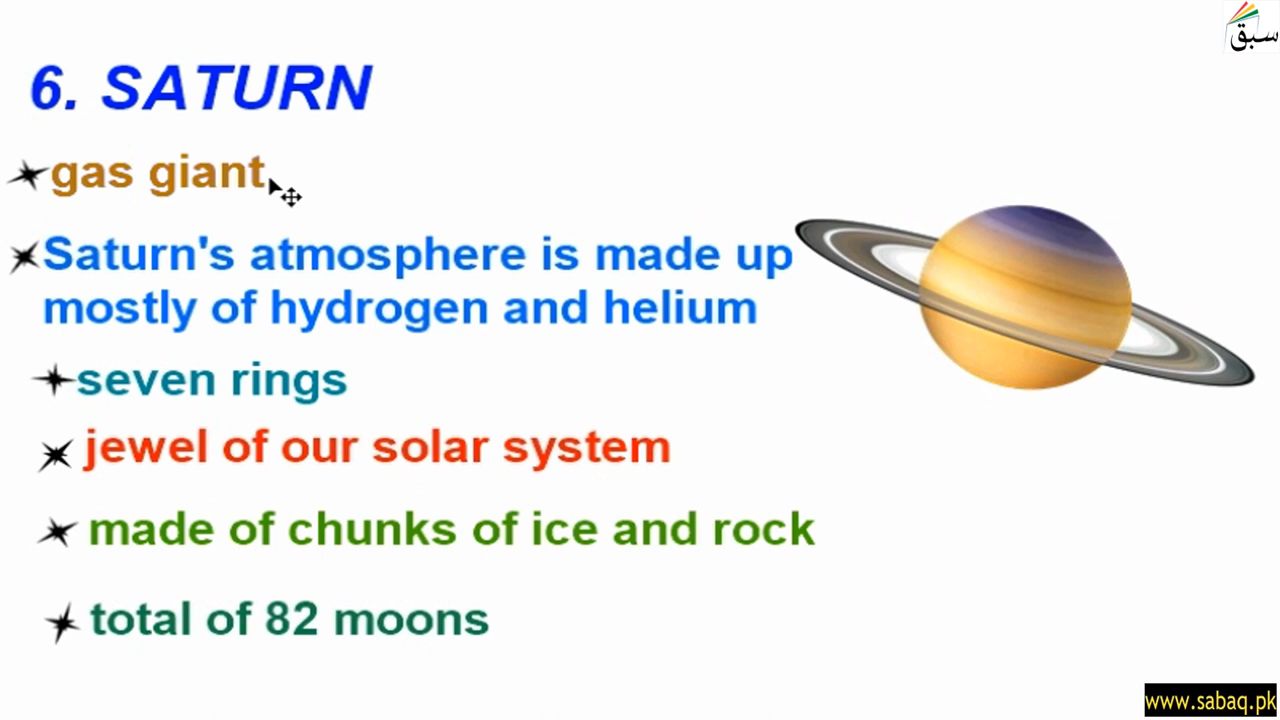 سبق
6. SATURN
gas giant
Saturn's atmosphere is made up
mostly of hydrogen and helium
seven rings
jewel of our solar system
made of chunks of ice and rock
total of 82 moons
www.sabaq.pk